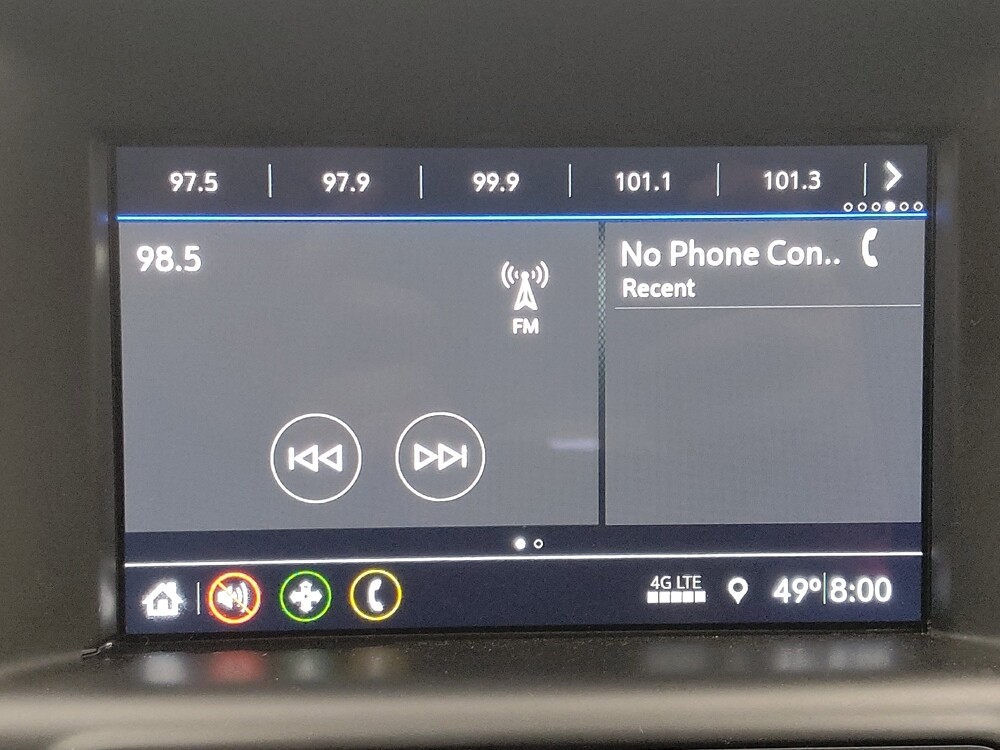 97.5 97.9 99.9 101.1 101.3
98.5
FM
No Phone Con..
Recent
4G LTE
49° 8:00